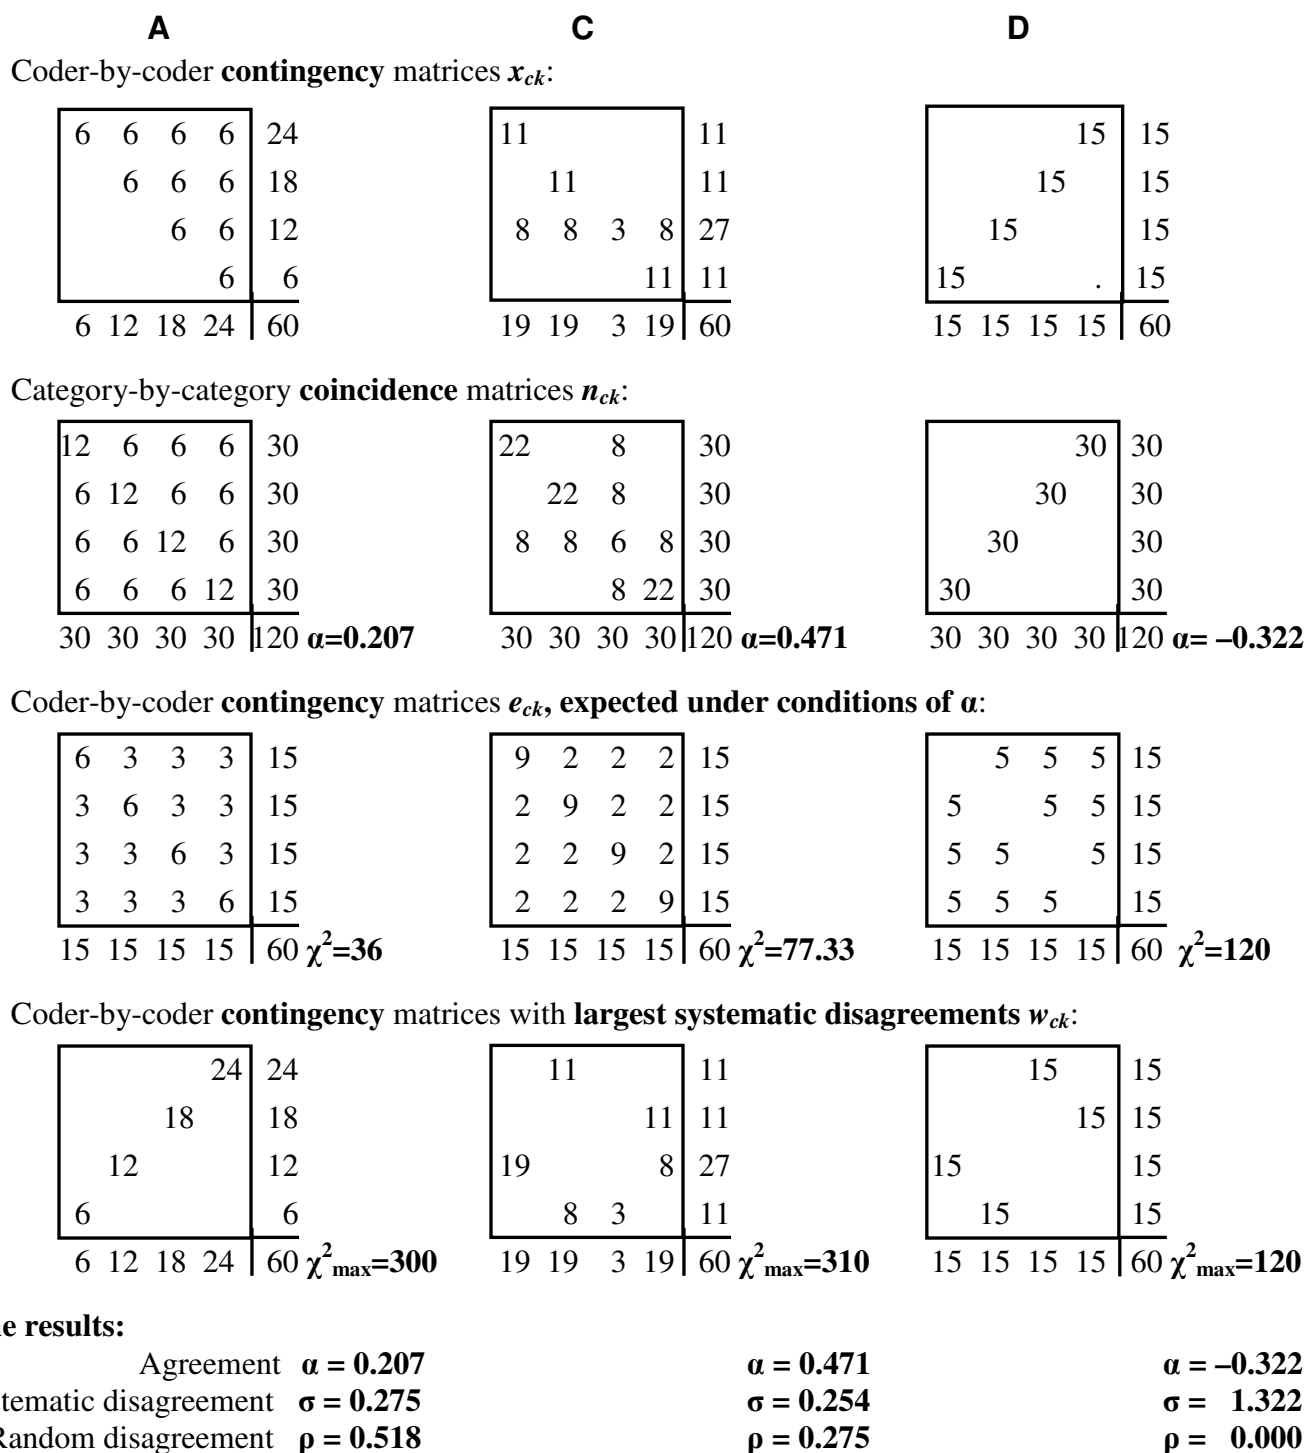 A C D
Coder-by-coder contingency matrices x_ck:
6 6 6 6 24 11 11 15 15
6 6 6 18 11 11 15 15
6 6 12 8 8 3 8 27 15 15
6 6 11 11 15 . 15
6 12 18 24 60 19 19 3 19 60 15 15 15 15 60
Category-by-category coincidence matrices n_ck:
12 6 6 6 30 22 8 30 30 30
6 12 6 6 30 22 8 30 30 30
6 6 12 6 30 8 8 6 8 30 30 30
6 6 6 12 30 8 22 30 30 30
30 30 30 30 120 α=0.207 30 30 30 30 120 α=0.471 30 30 30 30 120 α= –0.322
Coder-by-coder contingency matrices e_ck, expected under conditions of α:
6 3 3 3 15 9 2 2 2 15 5 5 5 15
3 6 3 3 15 2 9 2 2 15 5 5 5 15
3 3 6 3 15 2 2 9 2 15 5 5 5 15
3 3 3 6 15 2 2 2 9 15 5 5 5 15
15 15 15 15 60 χ²=36 15 15 15 15 60 χ²=77.33 15 15 15 15 60 χ²=120
Coder-by-coder contingency matrices with largest systematic disagreements w_ck:
24 24 11 11 15 15
18 18 11 11 15 15
12 12 19 8 27 15 15
6 6 8 3 11 15 15
6 12 18 24 60 χ²max=300 19 19 3 19 60 χ²max=310 15 15 15 15 60 χ²max=120
e results:
Agreement α = 0.207 α = 0.471 α = –0.322
tematic disagreement σ = 0.275 σ = 0.254 σ = 1.322
Random disagreement ρ = 0.518 ρ = 0.275 ρ = 0.000